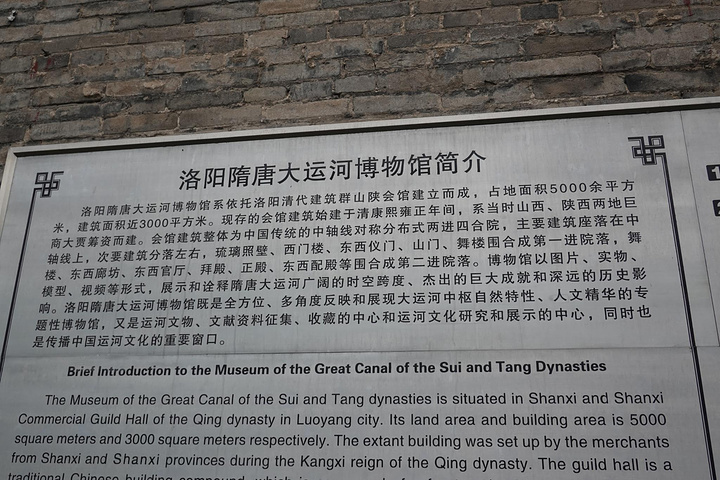 洛阳隋唐大运河博物馆简介
洛阳隋唐大运河博物馆系依托洛阳清代建筑群山陕会馆建立而成，占地面积5000余平方
米，建筑面积近3000平方米。现存的会馆建筑始建于清康熙雍正年间，系当时山西、陕西两地巨
商大贾筹资而建。会馆建筑整体为中国传统的中轴线对称分布式两进四合院，主要建筑座落在中
轴线上，次要建筑分落左右，琉璃照壁、西门楼、东西仪门、山门、舞楼围合成第一进院落，舞
楼、东西廊坊、东西官厅、拜殿、正殿、东西配殿等围合成第二进院落。博物馆以图片、实物、
模型、视频等形式，展示和诠释隋唐大运河广阔的时空跨度、杰出的巨大成就和深远的历史影
响。洛阳隋唐大运河博物馆既是全方位、多角度反映和展现大运河中枢自然特性、人文精华的专
题性博物馆，又是运河文物、文献资料征集、收藏的中心和运河文化研究和展示的中心，同时也
是传播中国运河文化的重要窗口。
Brief Introduction to the Museum of the Great Canal of the Sui and Tang Dynasties
The Museum of the Great Canal of the Sui and Tang dynasties is situated in Shanxi and Shanxi
Commercial Guild Hall of the Qing dynasty in Luoyang city. Its land area and building area is 5000
square meters and 3000 square meters respectively. The extant building was set up by the merchants
from Shanxi and Shanxi provinces during the Kangxi reign of the Qing dynasty. The guild hall is a
traditional Chinese building compound, which is